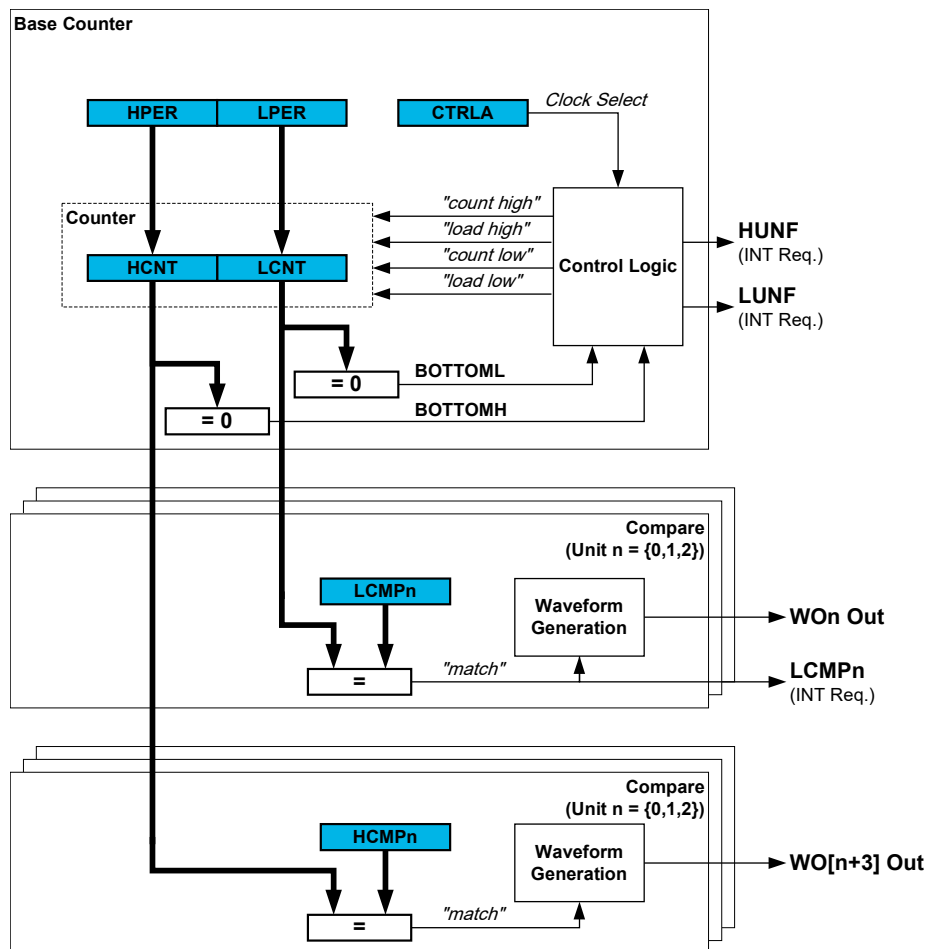 Base Counter
HPER
LPER
CTRLA
Clock Select
Counter
"count high"
"load high"
"count low"
"load low"
Control Logic
HUNF
(INT Req.)
LUNF
(INT Req.)
HCNT
LCNT
= 0
BOTTOML
= 0
BOTTOMH
Compare
(Unit n = {0,1,2})
LCMPn
Waveform
Generation
WOn Out
=
"match"
LCMPn
(INT Req.)
Compare
(Unit n = {0,1,2})
HCMPn
Waveform
Generation
WO[n+3] Out
=
"match"